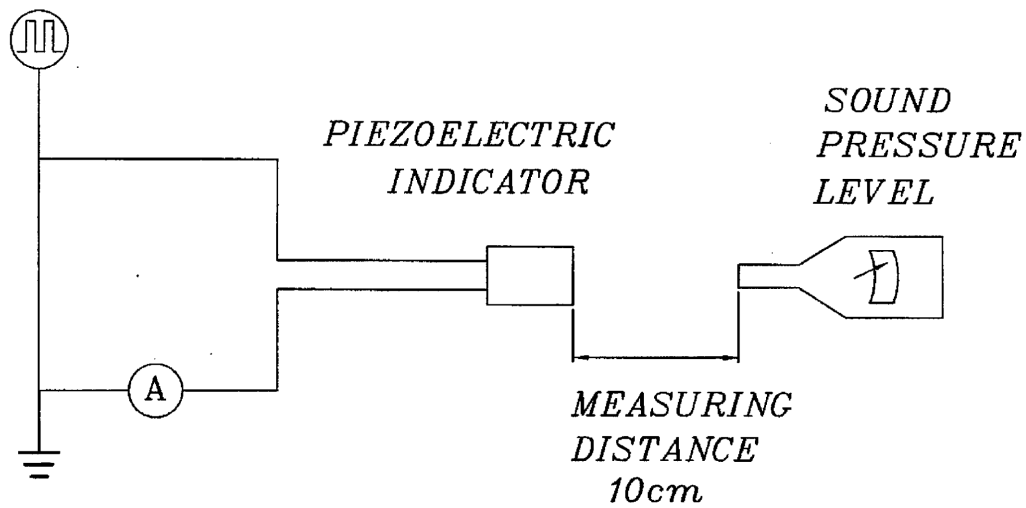 PIEZOELECTRIC
INDICATOR
SOUND
PRESSURE
LEVEL
A
MEASURING
DISTANCE
10cm